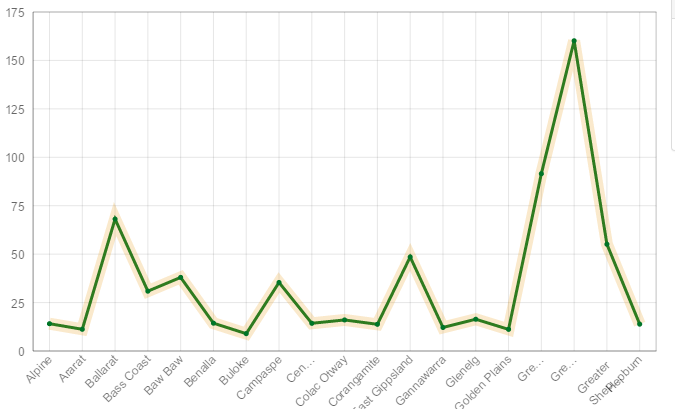 175
150
125
100
75
50
25
0
Alpine
Ararat
Ballarat
Bass Coast
Baw Baw
Benalla
Buloke
Campaspe
Cen...
Colac Otway
Corangamite
ast Gippsland
Gannawarra
Glenelg
Golden Plains
Gre...
Gre...
Greater
Hepburn